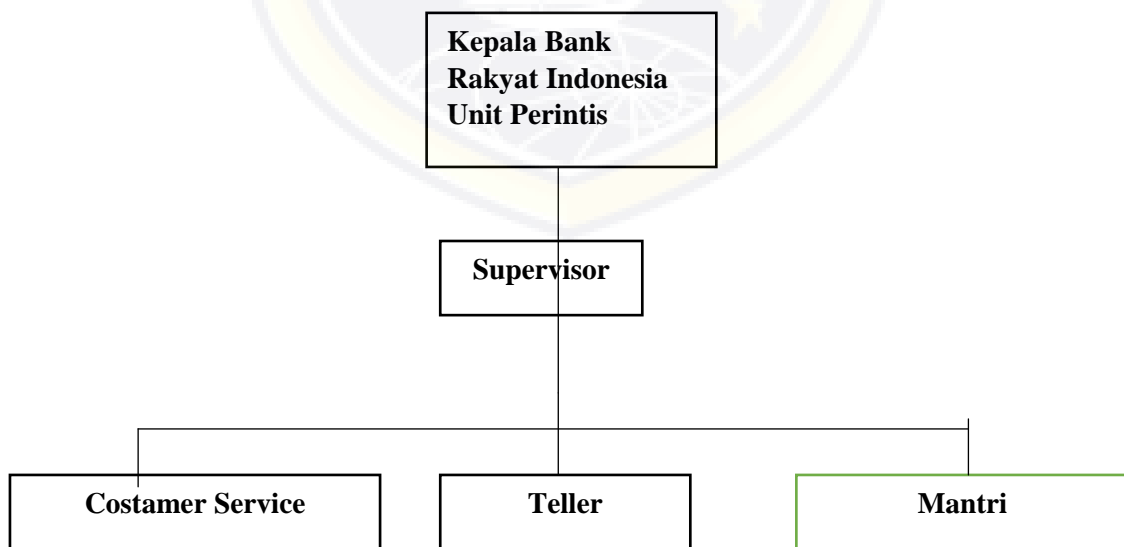 Kepala Bank
Rakyat Indonesia
Unit Perintis
Supervisor
Costamer Service
Teller
Mantri